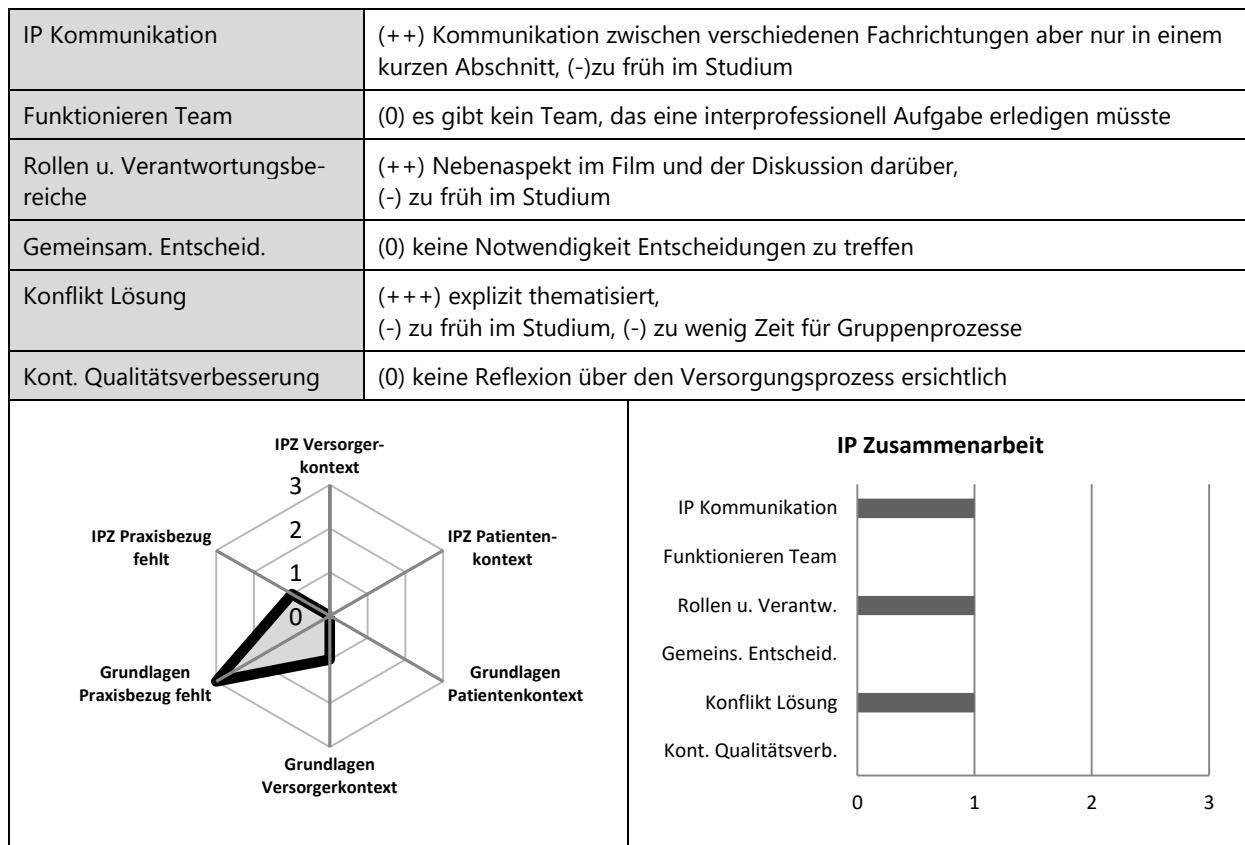 IP Kommunikation
(++) Kommunikation zwischen verschiedenen Fachrichtungen aber nur in einem
kurzen Abschnitt, (-)zu früh im Studium
Funktionieren Team
(0) es gibt kein Team, das eine interprofessionell Aufgabe erledigen müsste
Rollen u. Verantwortungsbe-
reiche
(++) Nebenaspekt im Film und der Diskussion darüber,
(-) zu früh im Studium
Gemeinsam. Entscheid.
(0) keine Notwendigkeit Entscheidungen zu treffen
Konflikt Lösung
(+++) explizit thematisiert,
(-) zu früh im Studium, (-) zu wenig Zeit für Gruppenprozesse
Kont. Qualitätsverbesserung
(0) keine Reflexion über den Versorgungsprozess ersichtlich
IPZ Versorger-
kontext
3
2
1
0
IPZ Patienten-
kontext
Grundlagen
Patientenkontext
Grundlagen
Versorgerkontext
Grundlagen
Praxisbezug fehlt
IPZ Praxisbezug
fehlt
IP Zusammenarbeit
IP Kommunikation
Funktionieren Team
Rollen u. Verantw.
Gemeins. Entscheid.
Konflikt Lösung
Kont. Qualitätsverb.
0 1 2 3